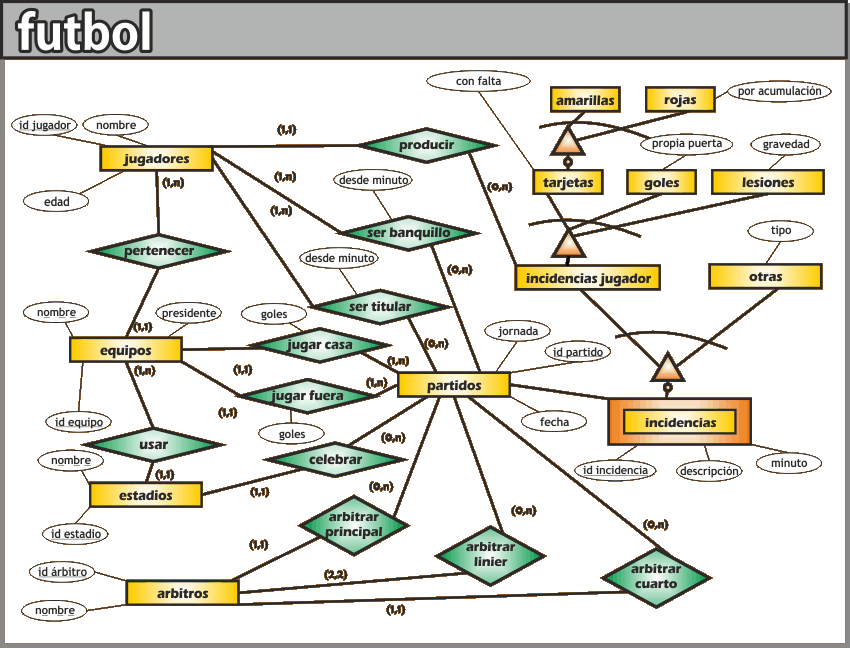 futbol
con falta
amarillas
rojas
por acumulación
id jugador
nombre
(1,1)
producir
propia puerta
gravedad
jugadores
edad
(1,n)
(1,n)
desde minuto
(0,n)
tarjetas
goles
lesiones
(1,n)
ser banquillo
tipo
pertenecer
desde minuto
(0,n)
incidencias jugador
otras
nombre
presidente
goles
ser titular
(1,1)
jugar casa
(0,n)
jornada
equipos
(1,n)
id partido
(1,n)
(1,1)
(1,n)
partidos
jugar fuera
(1,1)
id equipo
goles
fecha
incidencias
usar
(0,n)
nombre
celebrar
id incidencia
descripción
minuto
(1,1)
estadios
(1,1)
(0,n)
id estadio
arbitrar
principal
(0,n)
(0,n)
(1,1)
arbitrar
linier
id árbitro
(2,2)
arbitrar
cuarto
arbitros
nombre
(1,1)